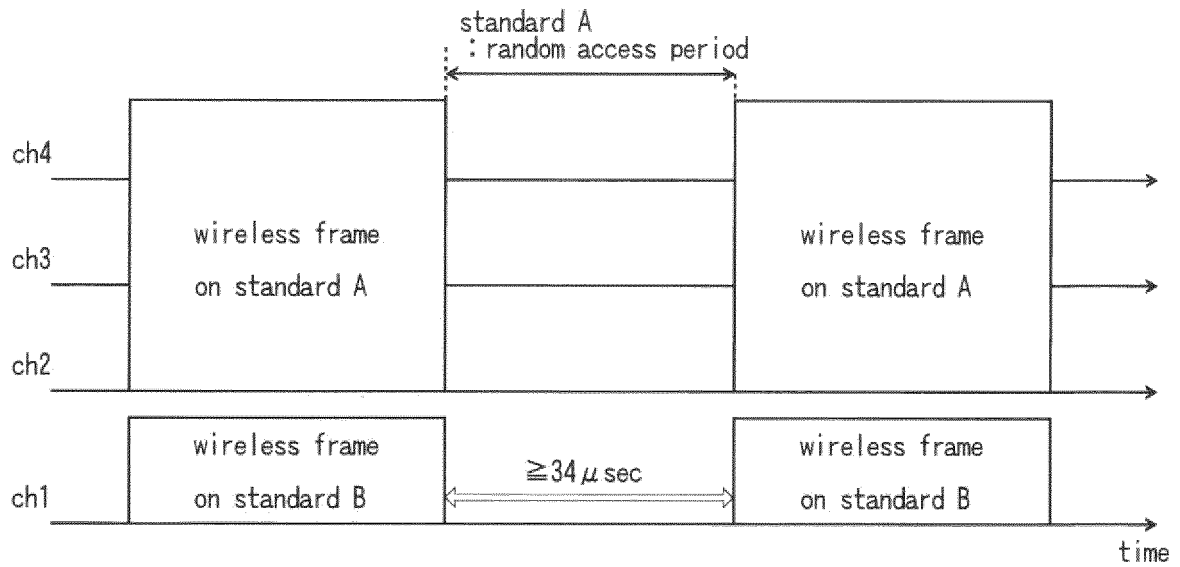 standard A
：random access period
ch4
wireless frame
on standard A
wireless frame
on standard A
ch3
ch2
wireless frame
on standard B
≧34μsec
wireless frame
on standard B
ch1
time